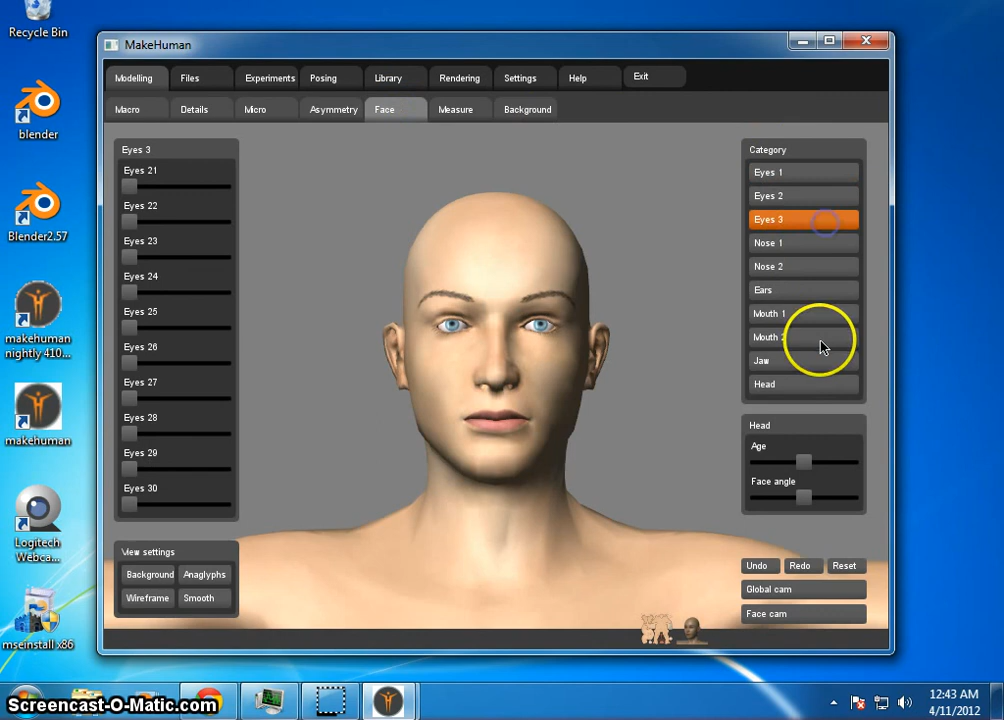 Recycle Bin
blender
Blender2.57
makehuman
nightly 410...
makehuman
Logitech
Webca...
mseinstall x86
MakeHuman
Modelling Files Experiments Posing Library Rendering Settings Help Exit
Macro Details Micro Asymmetry Face Measure Background
Eyes 3
Eyes 21
Eyes 22
Eyes 23
Eyes 24
Eyes 25
Eyes 26
Eyes 27
Eyes 28
Eyes 29
Eyes 30
View settings
Background Anaglyphs
Wireframe Smooth
Category
Eyes 1
Eyes 2
Eyes 3
Nose 1
Nose 2
Ears
Mouth 1
Mouth 2
Jaw
Head
Head
Age
Face angle
Undo Redo Reset
Global cam
Face cam
Screencast-O-Matic.com
12:43 AM
4/11/2012